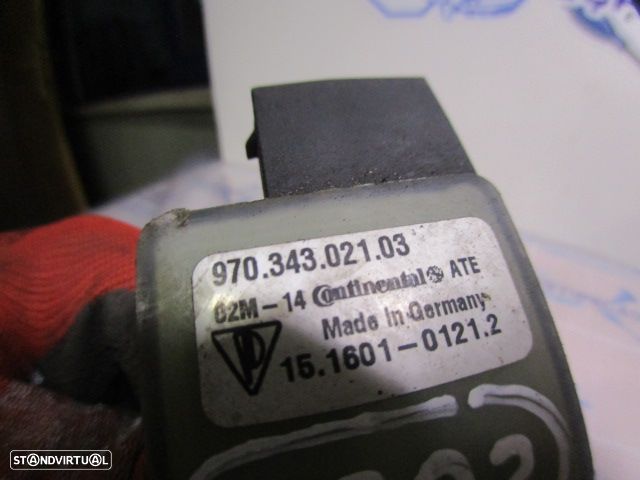 970.343.021.03
02M-14 Continental ATE
Made in Germany
15.1601-0121.2
STANDVIRTUAL